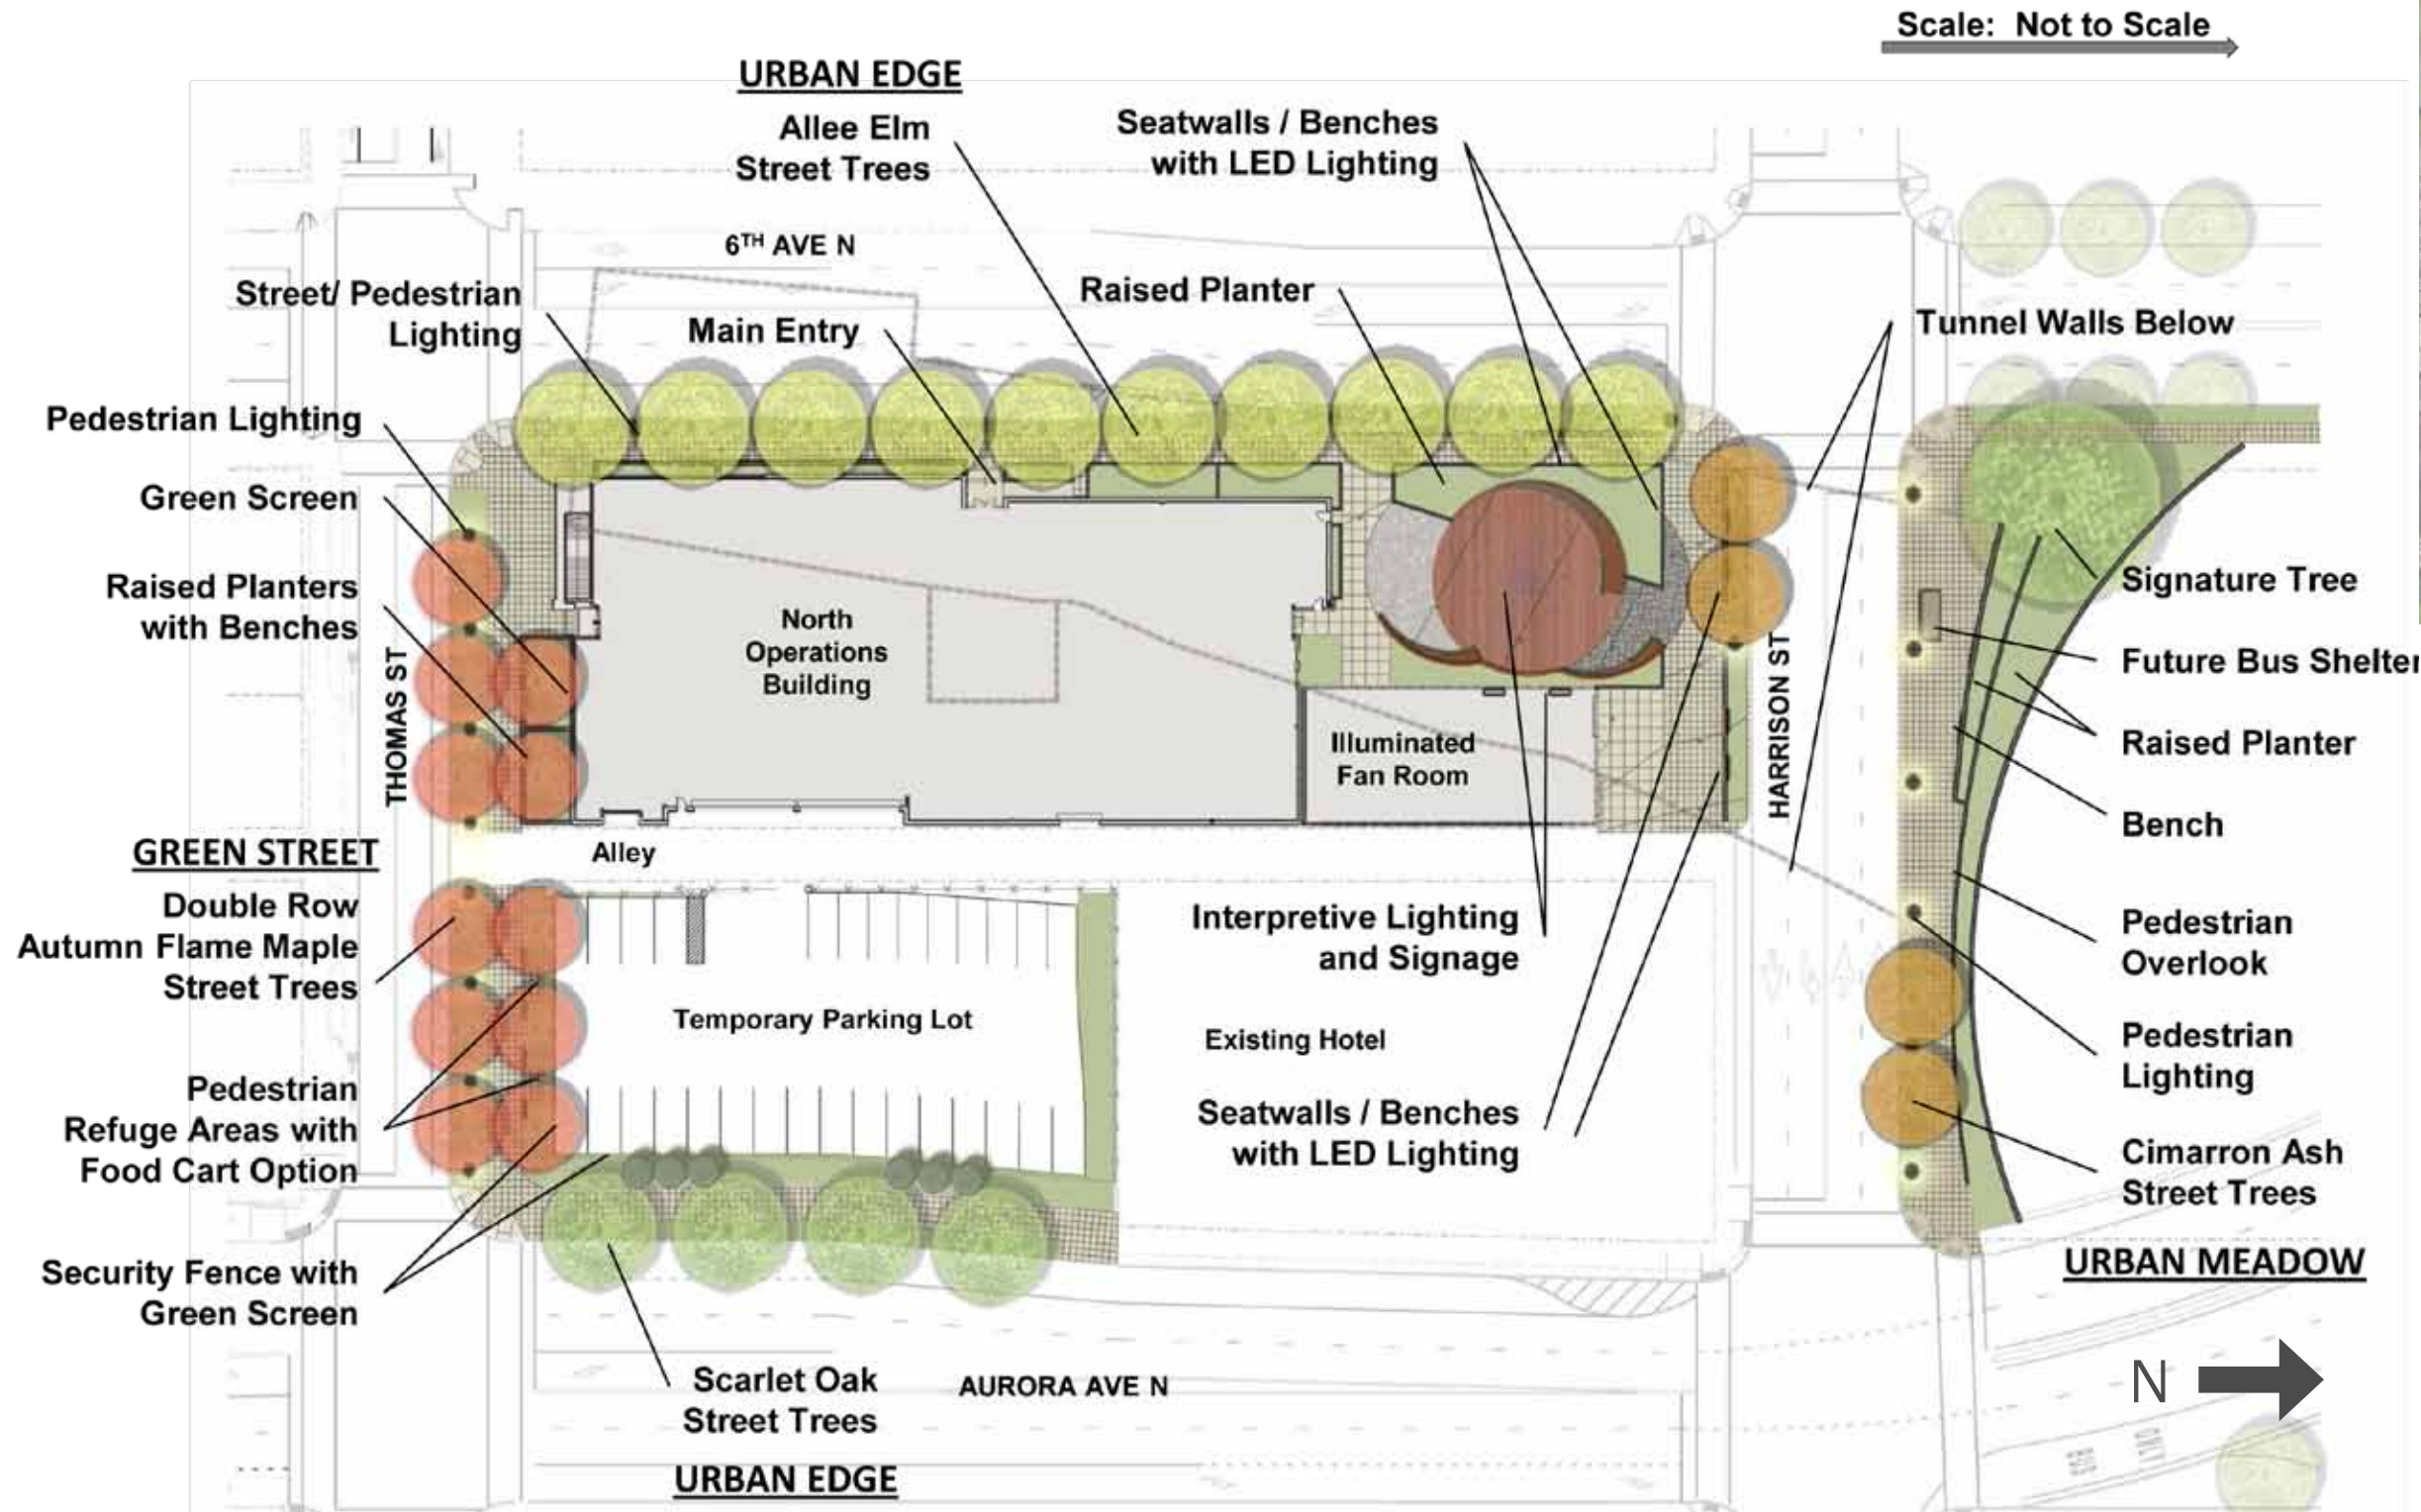 Scale: Not to Scale
URBAN EDGE
Allee Elm
Street Trees
Seatwalls / Benches
with LED Lighting
6TH AVE N
Street/ Pedestrian
Lighting
Main Entry
Raised Planter
Tunnel Walls Below
Pedestrian Lighting
Green Screen
Raised Planters
with Benches
THOMAS ST
North
Operations
Building
Illuminated
Fan Room
HARRISON ST
Signature Tree
Future Bus Shelter
Raised Planter
Bench
Pedestrian
Overlook
Pedestrian
Lighting
Cimarron Ash
Street Trees
URBAN MEADOW
GREEN STREET
Alley
Double Row
Autumn Flame Maple
Street Trees
Interpretive Lighting
and Signage
Temporary Parking Lot
Existing Hotel
Pedestrian
Refuge Areas with
Food Cart Option
Seatwalls / Benches
with LED Lighting
Security Fence with
Green Screen
Scarlet Oak
Street Trees
AURORA AVE N
URBAN EDGE
N